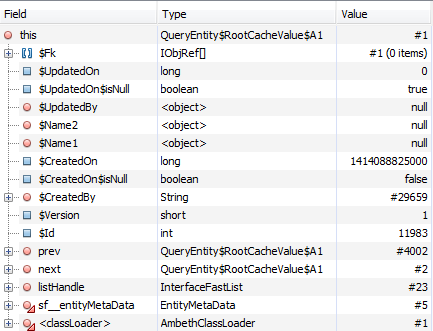 Field Type Value
this QueryEntity$RootCacheValue$A1 #1
$Fk IObjRef[] #1 (0 items)
$UpdatedOn long 0
$UpdatedOn$isNull boolean true
$UpdatedBy <object> null
$Name2 <object> null
$Name1 <object> null
$CreatedOn long 1414088825000
$CreatedOn$isNull boolean false
$CreatedBy String #29659
$Version short 1
$Id int 11983
prev QueryEntity$RootCacheValue$A1 #4002
next QueryEntity$RootCacheValue$A1 #2
listHandle InterfaceFastList #23
sf__entityMetaData EntityMetaData #5
<classLoader> AmbethClassLoader #1